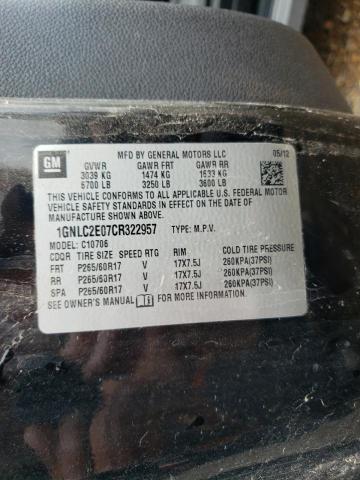 GM
MFD BY GENERAL MOTORS LLC 05/12
GVWR GAWR FRT GAWR RR
3039 KG 1474 KG 1633 KG
6700 LB 3250 LB 3600 LB
THIS VEHICLE CONFORMS TO ALL APPLICABLE U.S. FEDERAL MOTOR
VEHICLE SAFETY STANDARDS IN EFFECT ON THE DATE OF
MANUFACTURE SHOWN ABOVE.
1GNLC2E07CR322957 TYPE: M.P.V.
MODEL: C10706
CDQR TIRE SIZE SPEED RTG RIM COLD TIRE PRESSURE
FRT P265/60R17 V 17X7.5J 260KPA(37PSI)
RR P265/60R17 V 17X7.5J 260KPA(37PSI)
SPA P265/60R17 V 17X7.5J 260KPA(37PSI)
SEE OWNER'S MANUAL FOR MORE INFORMATION.